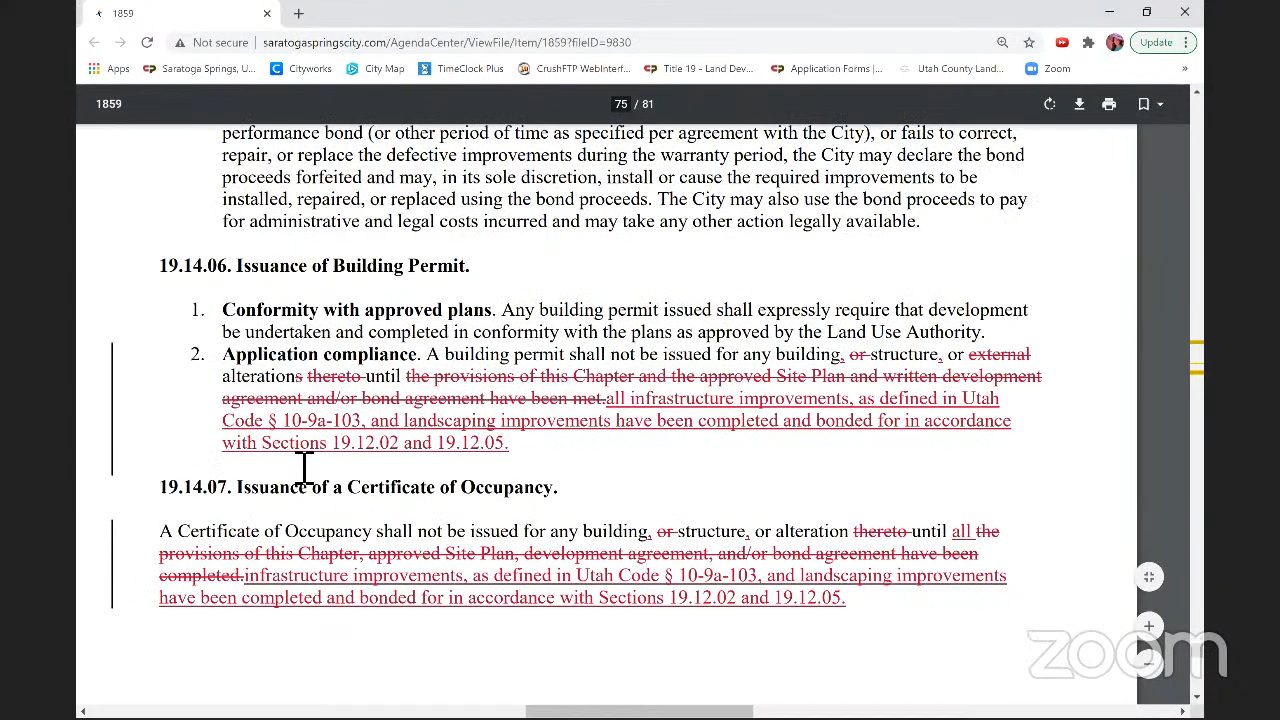 1859
Not secure saratogaspringscity.com/AgendaCenter/ViewFile/Item/1859?fileID=9830
Update
Apps Saratoga Springs, U... Cityworks City Map TimeClock Plus CrushFTP WebInterf... Title 19 - Land Dev... Application Forms |... Utah County Land... Zoom »
1859 75 / 81
performance bond (or other period of time as specified per agreement with the City), or fails to correct,
repair, or replace the defective improvements during the warranty period, the City may declare the bond
proceeds forfeited and may, in its sole discretion, install or cause the required improvements to be
installed, repaired, or replaced using the bond proceeds. The City may also use the bond proceeds to pay
for administrative and legal costs incurred and may take any other action legally available.
19.14.06. Issuance of Building Permit.
1. Conformity with approved plans. Any building permit issued shall expressly require that development
be undertaken and completed in conformity with the plans as approved by the Land Use Authority.
2. Application compliance. A building permit shall not be issued for any building, or structure, or external
alterations thereto until the provisions of this Chapter and the approved Site Plan and written development
agreement and/or bond agreement have been met.all infrastructure improvements, as defined in Utah
Code § 10-9a-103, and landscaping improvements have been completed and bonded for in accordance
with Sections 19.12.02 and 19.12.05.
19.14.07. Issuance of a Certificate of Occupancy.
A Certificate of Occupancy shall not be issued for any building, or structure, or alteration thereto until all the
provisions of this Chapter, approved Site Plan, development agreement, and/or bond agreement have been
completed.infrastructure improvements, as defined in Utah Code § 10-9a-103, and landscaping improvements
have been completed and bonded for in accordance with Sections 19.12.02 and 19.12.05.
zoom